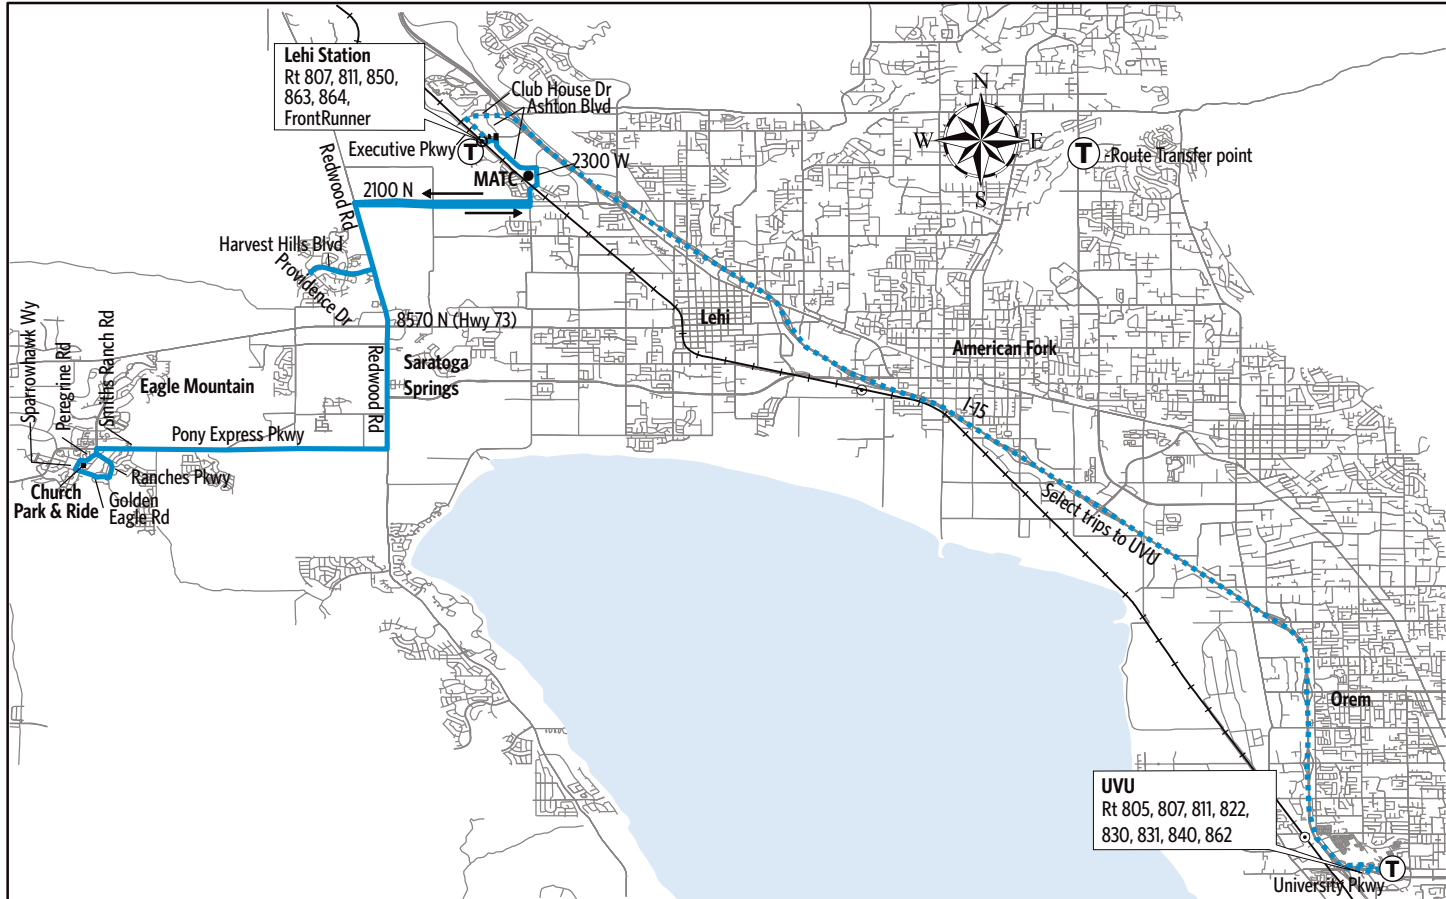 Lehi Station
Rt 807, 811, 850,
863, 864,
FrontRunner
Club House Dr
Ashton Blvd
Executive Pkwy
T
MATC
2300 W
2100 N
Redwood Rd
Harvest Hills Blvd
Providence Dr
8570 N (Hwy 73)
Redwood Rd
Saratoga
Springs
Sparrowhawk Wy
Peregrine Rd
Smiths Ranch Rd
Eagle Mountain
Pony Express Pkwy
Ranches Pkwy
Church
Park & Ride
Golden
Eagle Rd
N
W
E
S
T
-Route Transfer point
Lehi
American Fork
I-15
Select trips to UVU
Orem
UVU
Rt 805, 807, 811, 822,
830, 831, 840, 862
University Pkwy
T